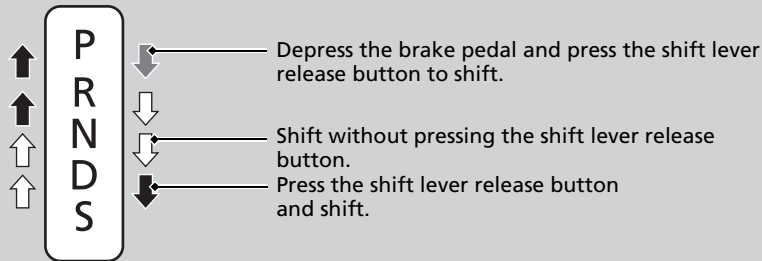 P
R
N
D
S
Depress the brake pedal and press the shift lever
release button to shift.
Shift without pressing the shift lever release
button.
Press the shift lever release button
and shift.